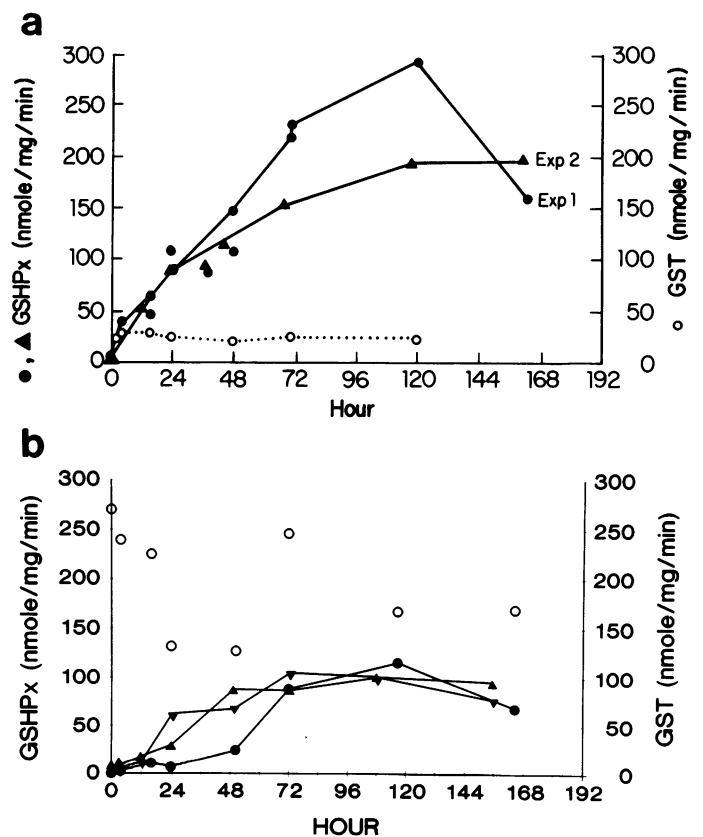 a
●, ▲ GSHPx (nmole/mg/min)
300
250
200
150
100
50
0
300
250
200
150
100
50
0
○ GST (nmole/mg/min)
Exp 2
Exp 1
0 24 48 72 96 120 144 168 192
Hour
b
GSHPx (nmole/mg/min)
300
250
200
150
100
50
0
300
250
200
150
100
50
0
GST (nmole/mg/min)
0 24 48 72 96 120 144 168 192
HOUR